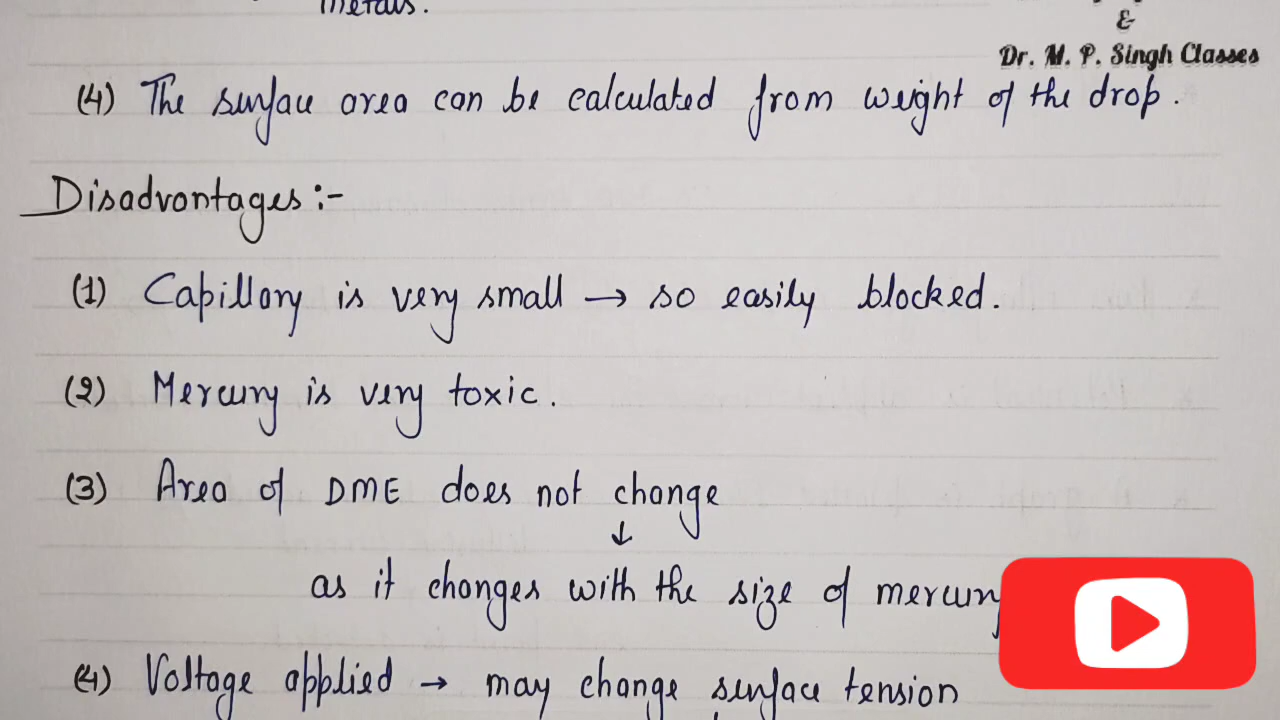 metals.
&
Dr. M. P. Singh Classes
(4) The surface area can be calculated from weight of the drop.
Disadvantages :-
(1) Capillary is very small → so easily blocked.
(2) Mercury is very toxic.
(3) Area of DME does not change
↓
as it changes with the size of mercury
(4) Voltage applied → may change surface tension